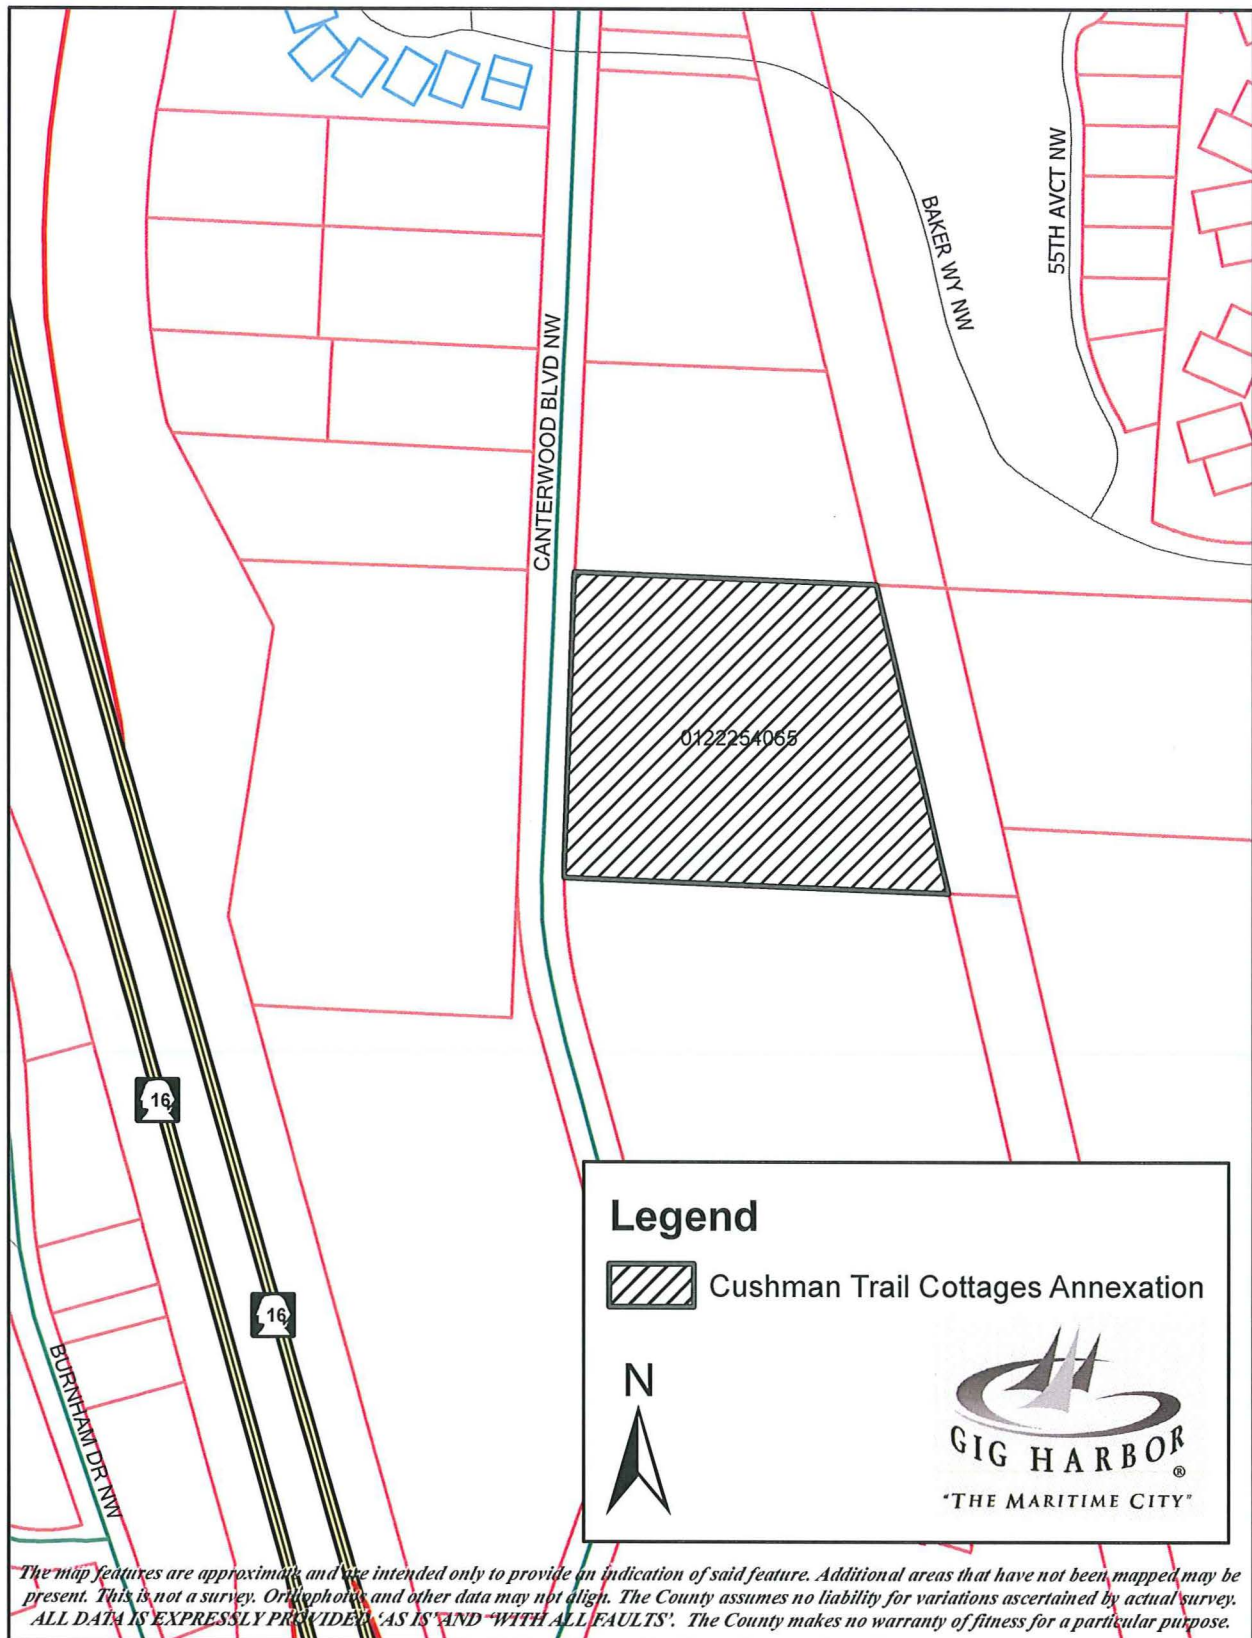 BAKER WY NW
55TH AVCT NW
CANTERWOOD BLVD NW
0122254065
16
16
BURNHAM DR NW
Legend
Cushman Trail Cottages Annexation
N
GIG HARBOR
®
"THE MARITIME CITY"
The map features are approximate and are intended only to provide an indication of said feature. Additional areas that have not been mapped may be
present. This is not a survey. Orthophotos and other data may not align. The County assumes no liability for variations ascertained by actual survey.
ALL DATA IS EXPRESSLY PROVIDED 'AS IS' AND 'WITH ALL FAULTS'. The County makes no warranty of fitness for a particular purpose.